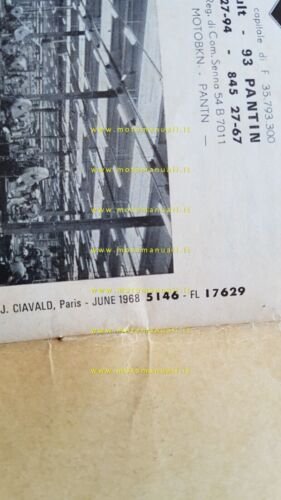 capitale di F 35.793.300
ult - 93 PANTIN
27-94 - 845 27-67
Reg. di Com. Senna 54 B 7011
MOTOBKN. PANTN —
www.motomanuali.it
www.motomanuali.it
www.motomanuali.it
www.motomanuali.it
www.motomanuali.it
J. CIAVALD, Paris - JUNE 1968 5146 - FL 17629
www.motomanuali.it